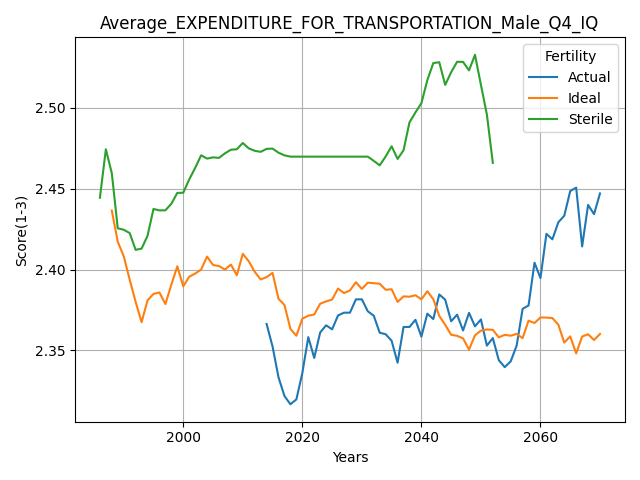 Average_EXPENDITURE_FOR_TRANSPORTATION_Male_Q4_IQ
Fertility
Actual
Ideal
Sterile
2.50
2.45
2.40
2.35
Score(1-3)
2000
2020
2040
2060
Years